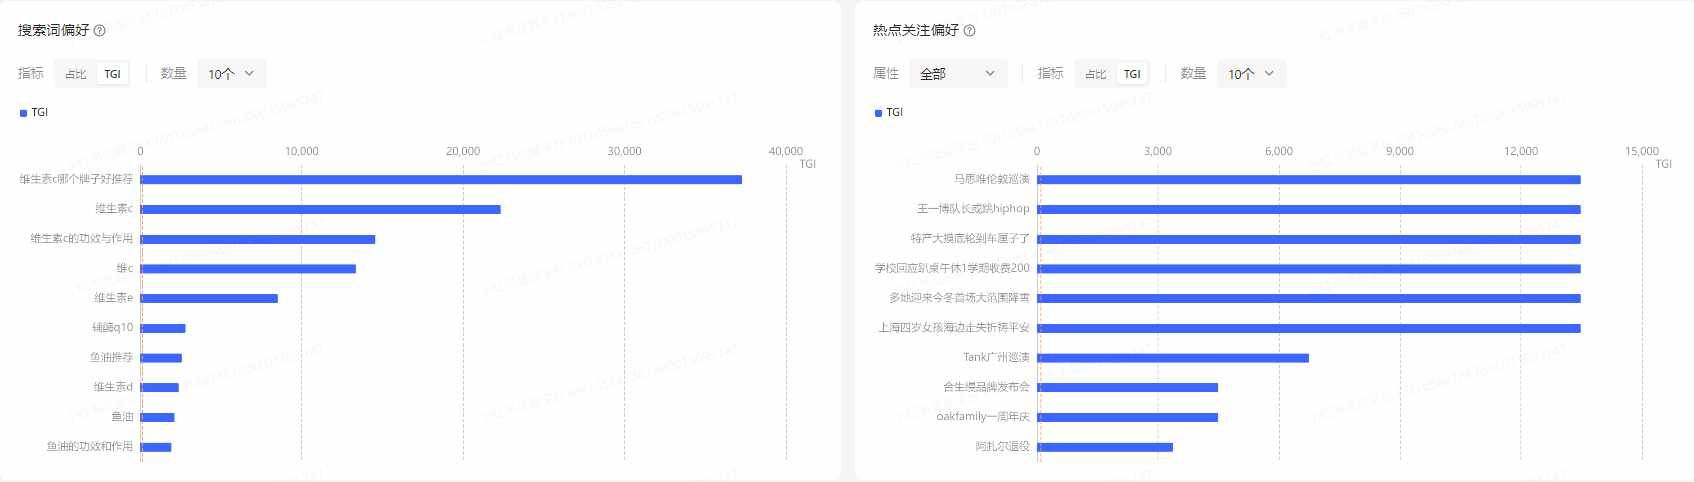 搜索词偏好
指标 占比 TGI 数量 10个
TGI
0 10,000 20,000 30,000 40,000
TGI
维生素c哪个牌子好推荐
维生素c
维生素c的功效与作用
维c
维生素e
辅酶q10
鱼油推荐
维生素d
鱼油
鱼油的功效和作用
热点关注偏好
属性 全部 指标 占比 TGI 数量 10个
TGI
0 3,000 6,000 9,000 12,000 15,000
TGI
马思唯伦敦巡演
王一博队长或跳hiphop
特产大摸底轮到车厘子了
学校回应趴桌午休1学期收费200
多地迎来今冬首场大范围降雪
上海四岁女孩海边走失祈祷平安
Tank广州巡演
合生缦品牌发布会
oakfamily一周年庆
阿扎尔退役